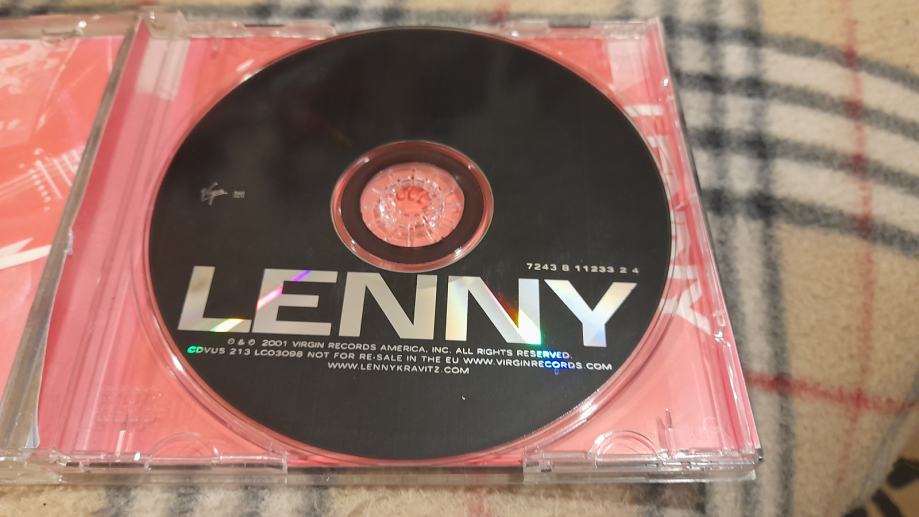 Virgin
7243 8 11233 2 4
LENNY
℗ & © 2001 VIRGIN RECORDS AMERICA, INC. ALL RIGHTS RESERVED.
CDVUS 213 LC03098 NOT FOR RE-SALE IN THE EU WWW.VIRGINRECORDS.COM
WWW.LENNYKRAVITZ.COM